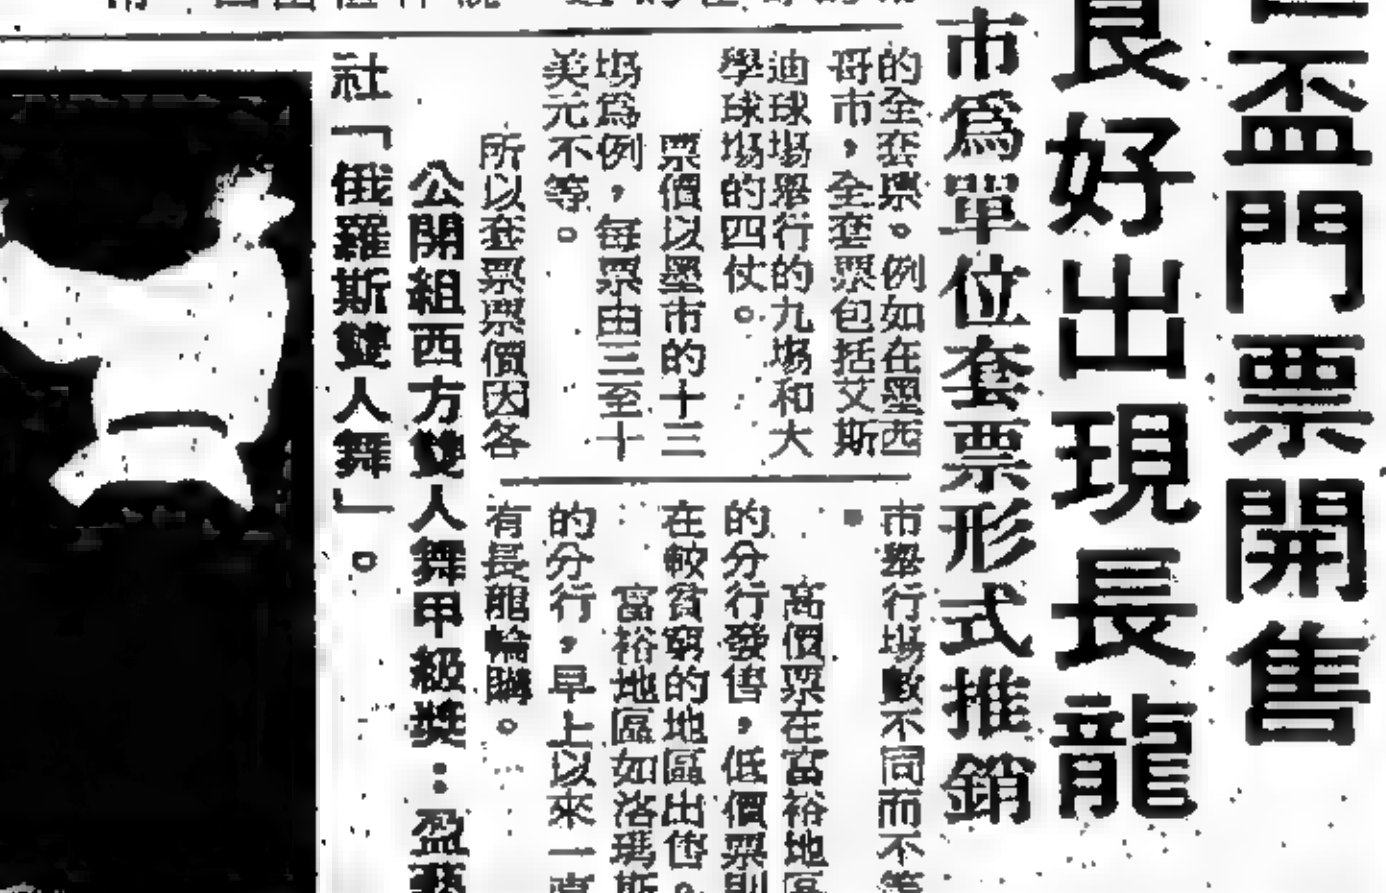 盃門票開售
良好出現長龍
市為單位套票形式推銷
的全套票。例如在墨西
哥市，全套票包括艾斯
迪球場舉行的九場和大
學球場的四仗。
票價以墨市的十三
場為例，每票由三至十
美元不等。
所以套票票價因各
市舉行場數不同而不等
。
高價票在富裕地區
的分行發售，低價票則
在較貧窮的地區出售。
富裕地區如洛瑪斯
的分行，早上以來一直
有長龍輪購。
公開組西方雙人舞甲級獎：盈藝
社「俄羅斯雙人舞」。